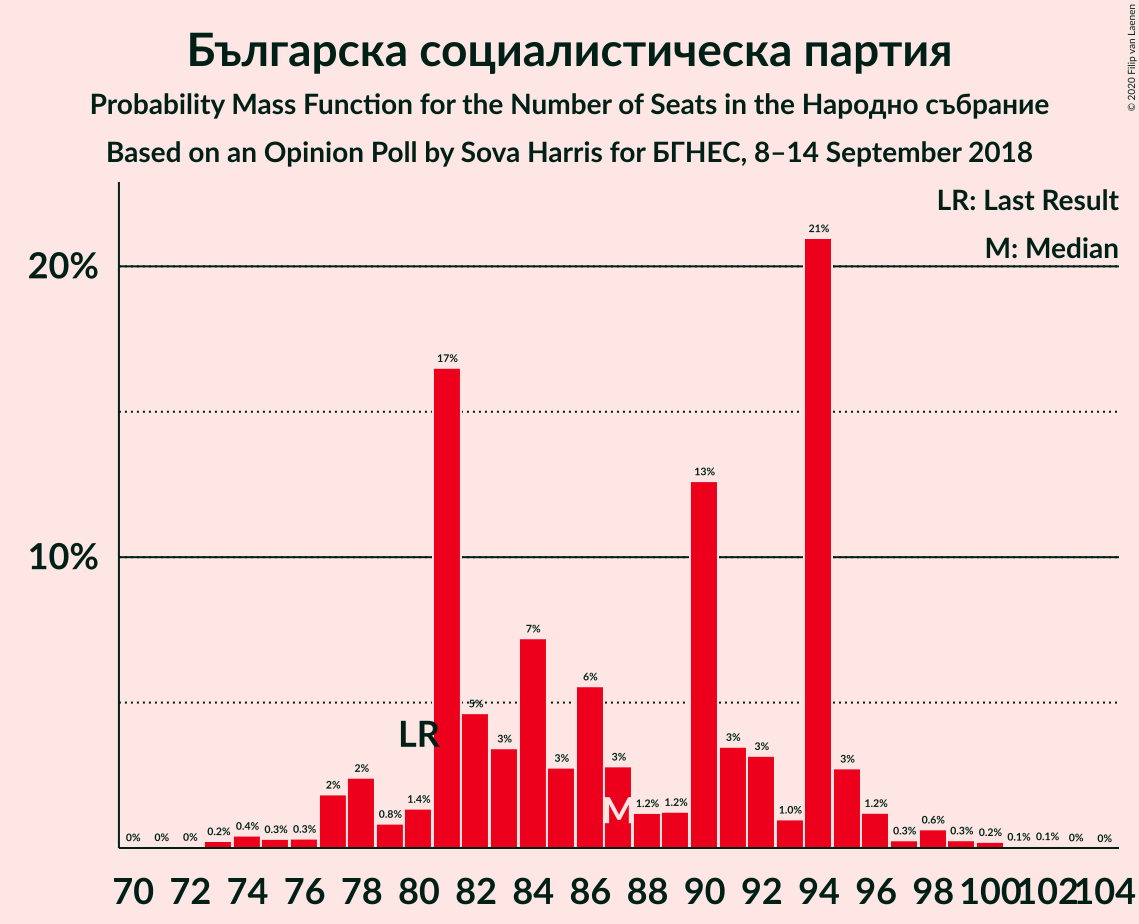 Българска социалистическа партия
Probability Mass Function for the Number of Seats in the Народно събрание
Based on an Opinion Poll by Sova Harris for БГНЕС, 8–14 September 2018
© 2020 Filip van Laenen
LR: Last Result
M: Median
20%
10%
0% 0% 0% 0.2% 0.4% 0.3% 0.3% 2% 2% 0.8% 1.4% 17% 5% 3% 7% 3% 6% 3% 1.2% 1.2% 13% 3% 3% 1.0% 21% 3% 1.2% 0.3% 0.6% 0.3% 0.2% 0.1% 0.1% 0% 0%
LR
M
70 72 74 76 78 80 82 84 86 88 90 92 94 96 98 100 102 104